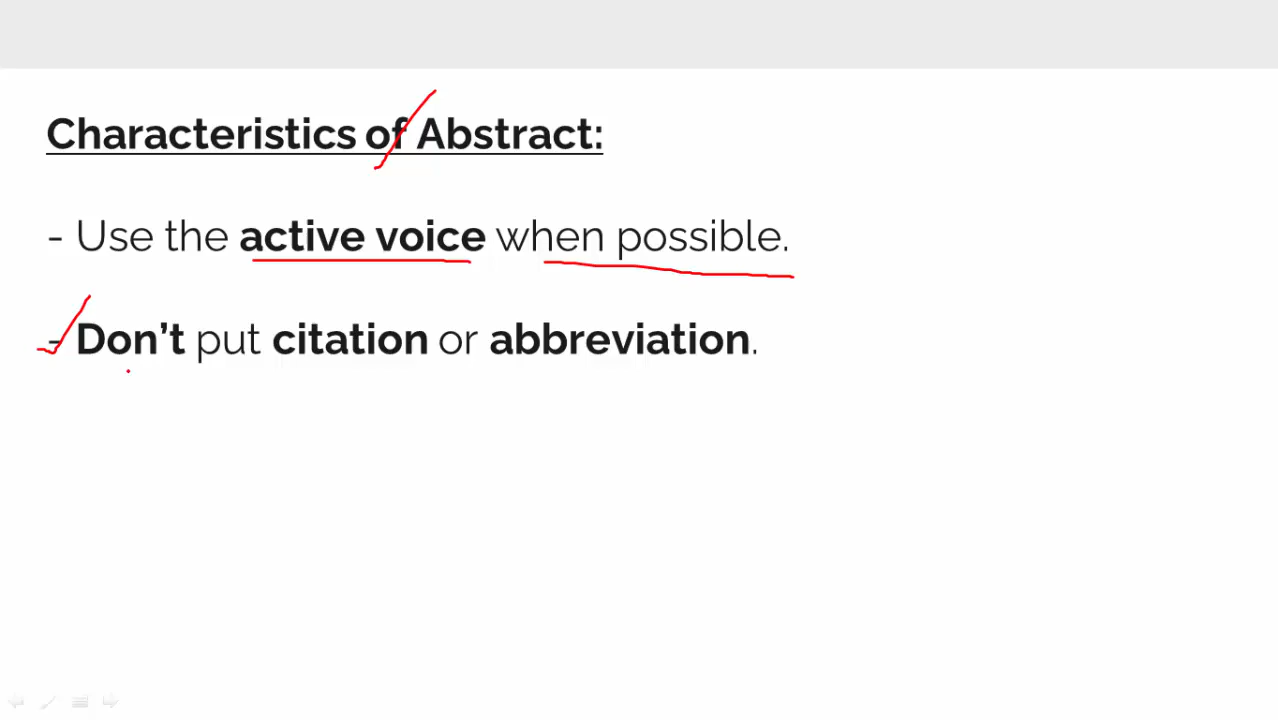 Characteristics of Abstract:
- Use the active voice when possible.
- Don’t put citation or abbreviation.